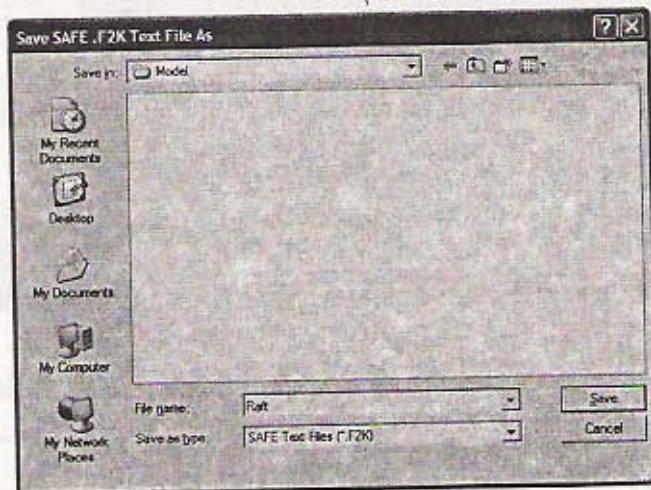 Save SAFE .F2K Text File As
Save in:
Model
My Recent
Documents
Desktop
My Documents
My Computer
My Network
Places
File name:
Raft
Save
Save as type
SAFE Text Files (*.F2K)
Cancel